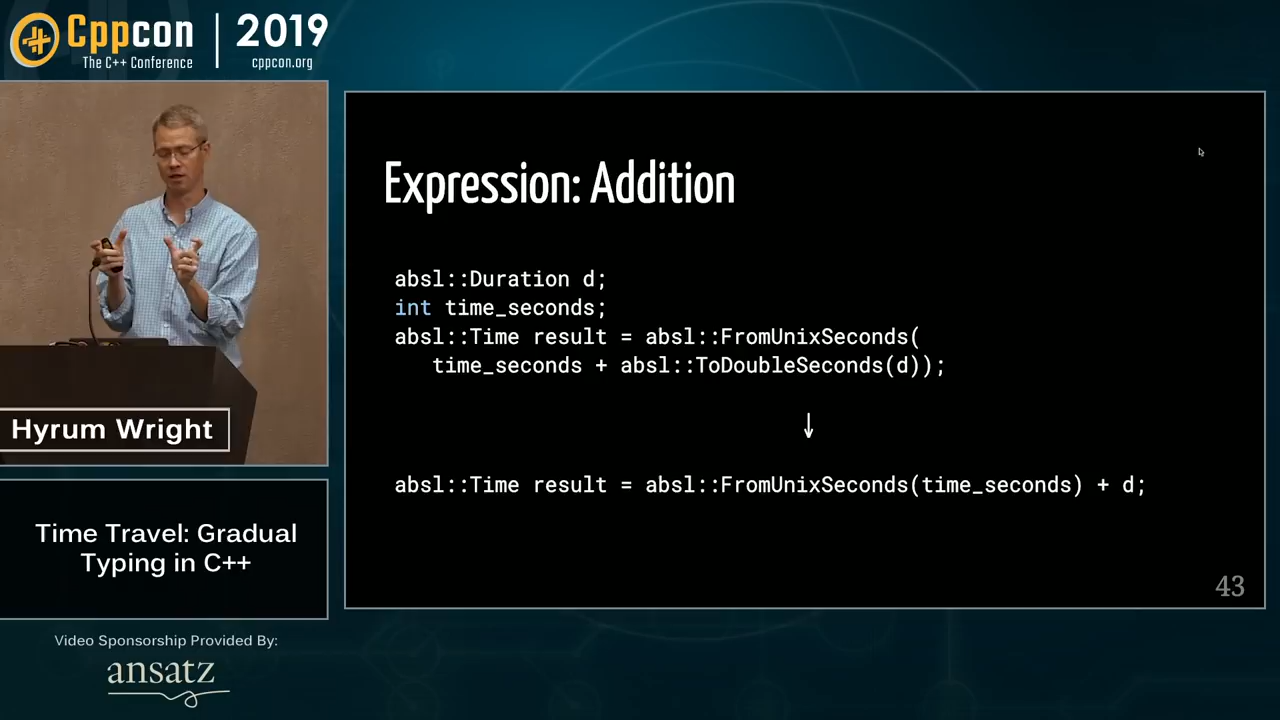 Cppcon
The C++ Conference
2019
cppcon.org
Expression: Addition
absl::Duration d;
int time_seconds;
absl::Time result = absl::FromUnixSeconds(
time_seconds + absl::ToDoubleSeconds(d));
↓
absl::Time result = absl::FromUnixSeconds(time_seconds) + d;
43
Hyrum Wright
Time Travel: Gradual
Typing in C++
Video Sponsorship Provided By:
ansatz